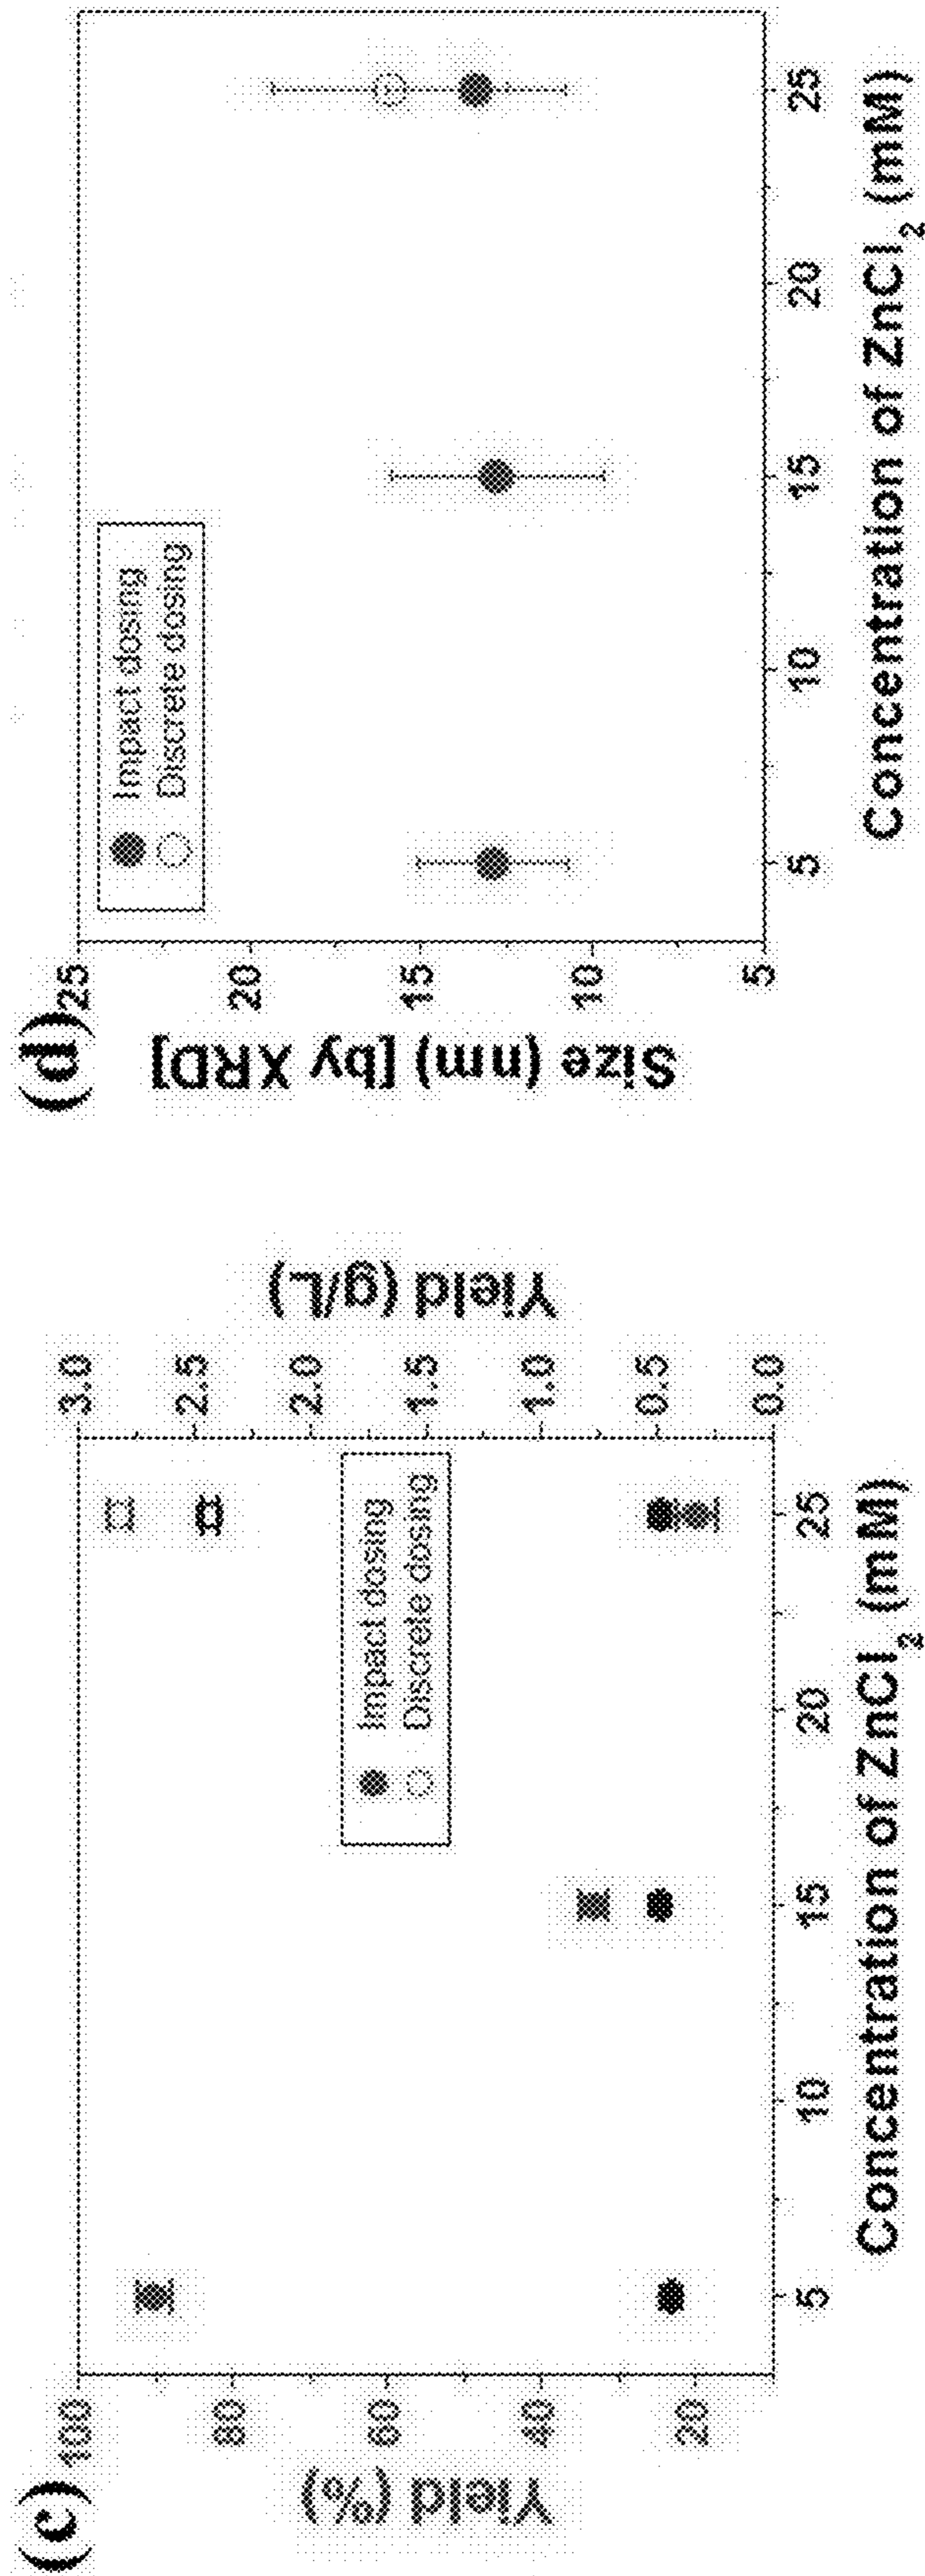 (c)
Yield (%)
100
80
60
40
20
Impact dosing
Discrete dosing
3.0
2.5
2.0
1.5
1.0
0.5
0.0
Yield (g/L)
5 10 15 20 25
Concentration of ZnCl₂ (mM)
(d)
Size (nm) [by XRD]
25
20
15
10
5
Impact dosing
Discrete dosing
5 10 15 20 25
Concentration of ZnCl₂ (mM)